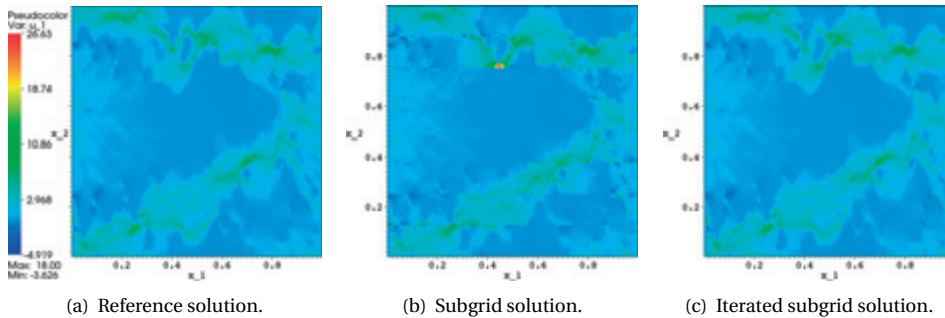 Pseudocolor
Var: u_1
26.63
18.74
10.86
2.968
-4.919
Max: 18.00
Min: -3.626
x_2
0.2 0.4 0.6 0.8
x_1
0.8
0.6
x_2
0.4
0.2
0.2 0.4 0.6 0.8
x_1
0.8
0.6
x_2
0.4
0.2
0.2 0.4 0.6 0.8
x_1
(a) Reference solution.
(b) Subgrid solution.
(c) Iterated subgrid solution.